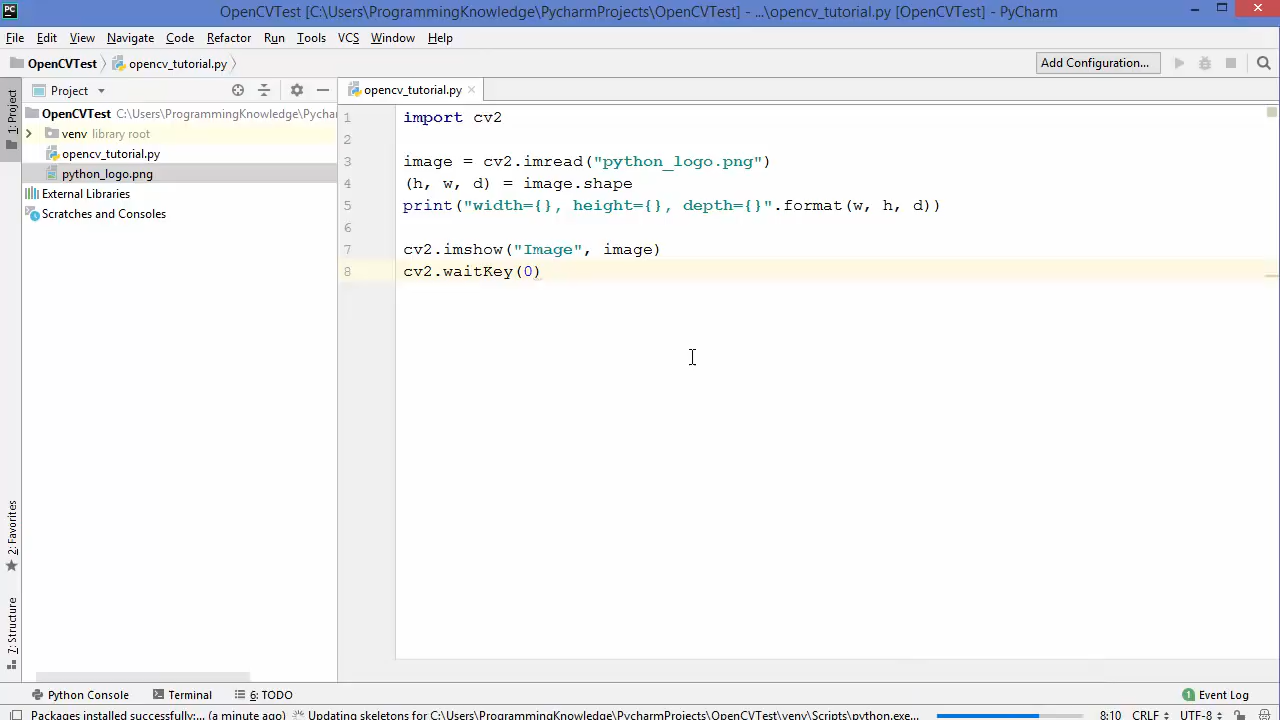 PC
OpenCVTest [C:\Users\ProgrammingKnowledge\PycharmProjects\OpenCVTest] - ...\opencv_tutorial.py [OpenCVTest] - PyCharm
File Edit View Navigate Code Refactor Run Tools VCS Window Help
OpenCVTest opencv_tutorial.py Add Configuration...
1: Project
Project
opencv_tutorial.py
OpenCVTest C:\Users\ProgrammingKnowledge\Pychar
venv library root
opencv_tutorial.py
python_logo.png
External Libraries
Scratches and Consoles
1 import cv2
2
3 image = cv2.imread("python_logo.png")
4 (h, w, d) = image.shape
5 print("width={}, height={}, depth={}".format(w, h, d))
6
7 cv2.imshow("Image", image)
8 cv2.waitKey(0)
2: Favorites
Z: Structure
Python Console Terminal 6: TODO 1 Event Log
Packages installed successfully:... (a minute ago) Updating skeletons for C:\Users\ProgrammingKnowledge\PycharmProjects\OpenCVTest\venv\Scripts\python.exe... 8:10 CRLF UTF-8